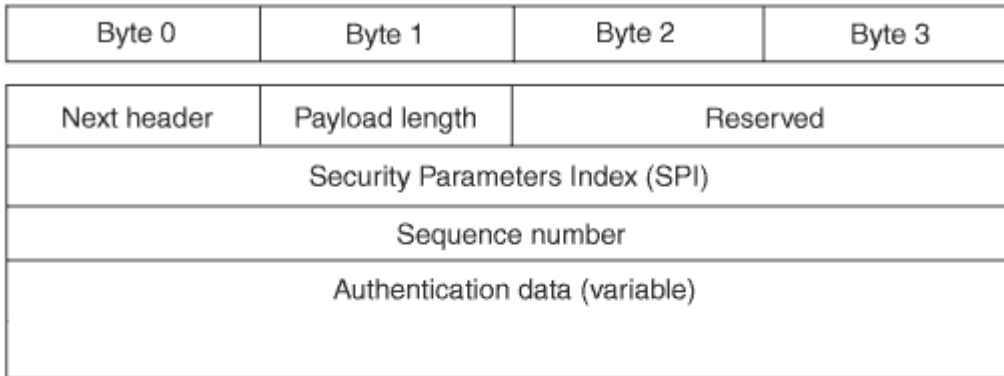 Byte 0 Byte 1 Byte 2 Byte 3
Next header Payload length Reserved
Security Parameters Index (SPI)
Sequence number
Authentication data (variable)